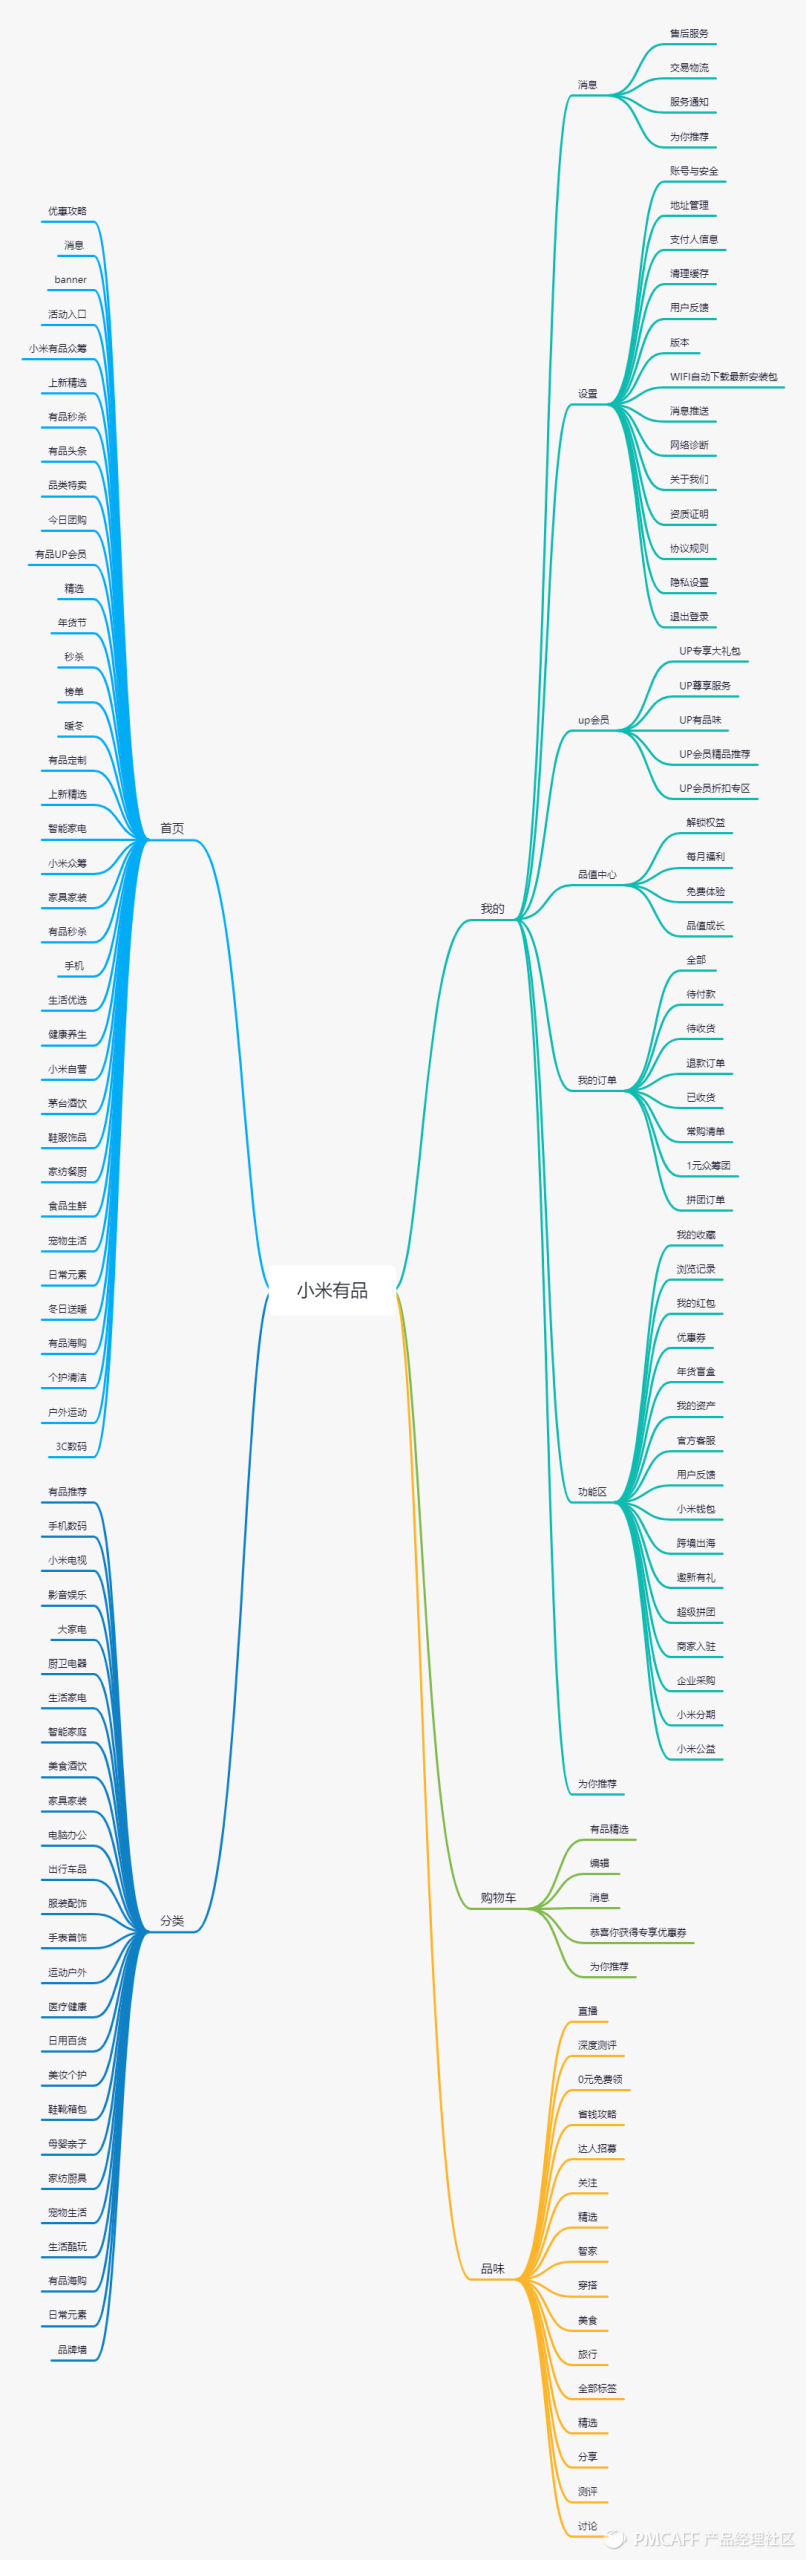 小米有品
首页
优惠攻略
消息
banner
活动入口
小米有品众筹
上新精选
有品秒杀
有品头条
品类特卖
今日团购
有品UP会员
精选
年货节
秒杀
榜单
暖冬
有品定制
上新精选
智能家电
小米众筹
家具家装
有品秒杀
手机
生活优选
健康养生
小米自营
茅台酒饮
鞋服饰品
家纺餐厨
食品生鲜
宠物生活
日常元素
冬日送暖
有品海购
个护清洁
户外运动
3C数码
分类
有品推荐
手机数码
小米电视
影音娱乐
大家电
厨卫电器
生活家电
智能家庭
美食酒饮
家具家装
电脑办公
出行车品
服装配饰
手表首饰
运动户外
医疗健康
日用百货
美妆个护
鞋靴箱包
母婴亲子
家纺厨具
宠物生活
生活酷玩
有品海购
日常元素
品牌墙
我的
消息
售后服务
交易物流
服务通知
为你推荐
设置
账号与安全
地址管理
支付人信息
清理缓存
用户反馈
版本
WIFI自动下载最新安装包
消息推送
网络诊断
关于我们
资质证明
协议规则
隐私设置
退出登录
up会员
UP专享大礼包
UP尊享服务
UP有品味
UP会员精品推荐
UP会员折扣专区
品值中心
解锁权益
每月福利
免费体验
品值成长
我的订单
全部
待付款
待收货
退款订单
已收货
常购清单
1元众筹团
拼团订单
功能区
我的收藏
浏览记录
我的红包
优惠券
年货盲盒
我的资产
官方客服
用户反馈
小米钱包
跨境出海
邀新有礼
超级拼团
商家入驻
企业采购
小米分期
小米公益
为你推荐
购物车
有品精选
编辑
消息
恭喜你获得专享优惠券
为你推荐
品味
直播
深度测评
0元免费领
省钱攻略
达人招募
关注
精选
智家
穿搭
美食
旅行
全部标签
精选
分享
测评
讨论
PMCAFF 产品经理社区